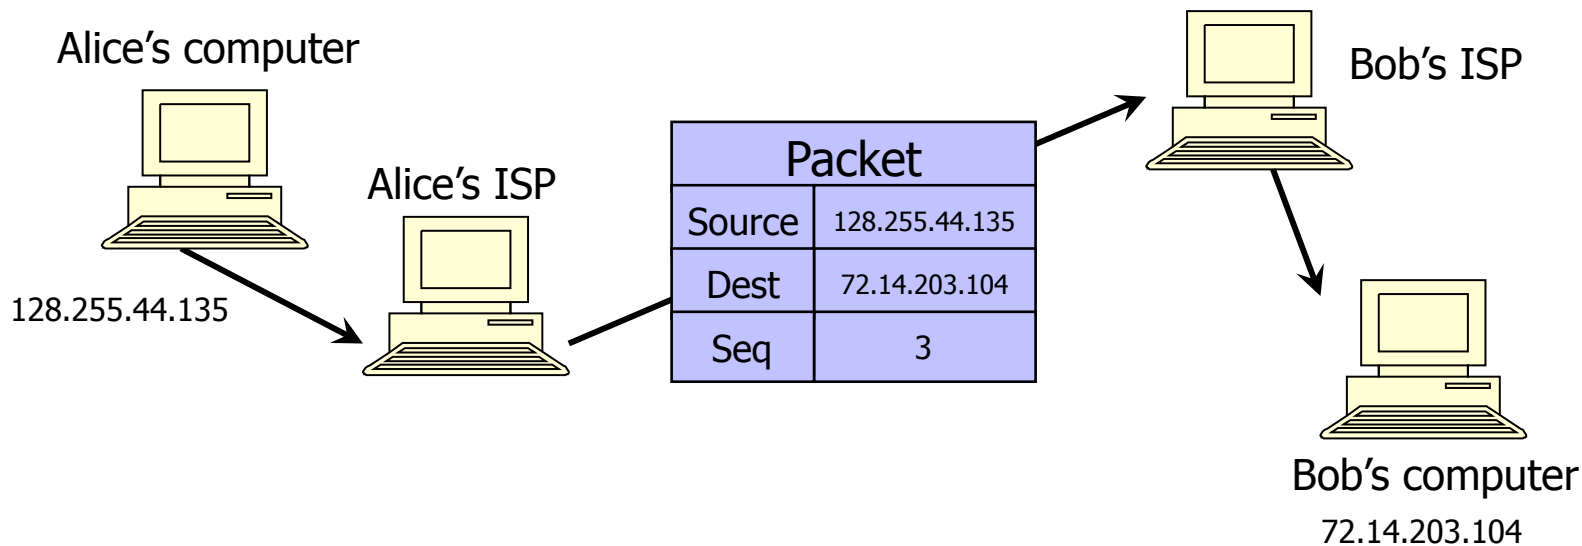 Alice’s computer
128.255.44.135
Alice’s ISP
Packet
Source 128.255.44.135
Dest 72.14.203.104
Seq 3
Bob’s ISP
Bob’s computer
72.14.203.104